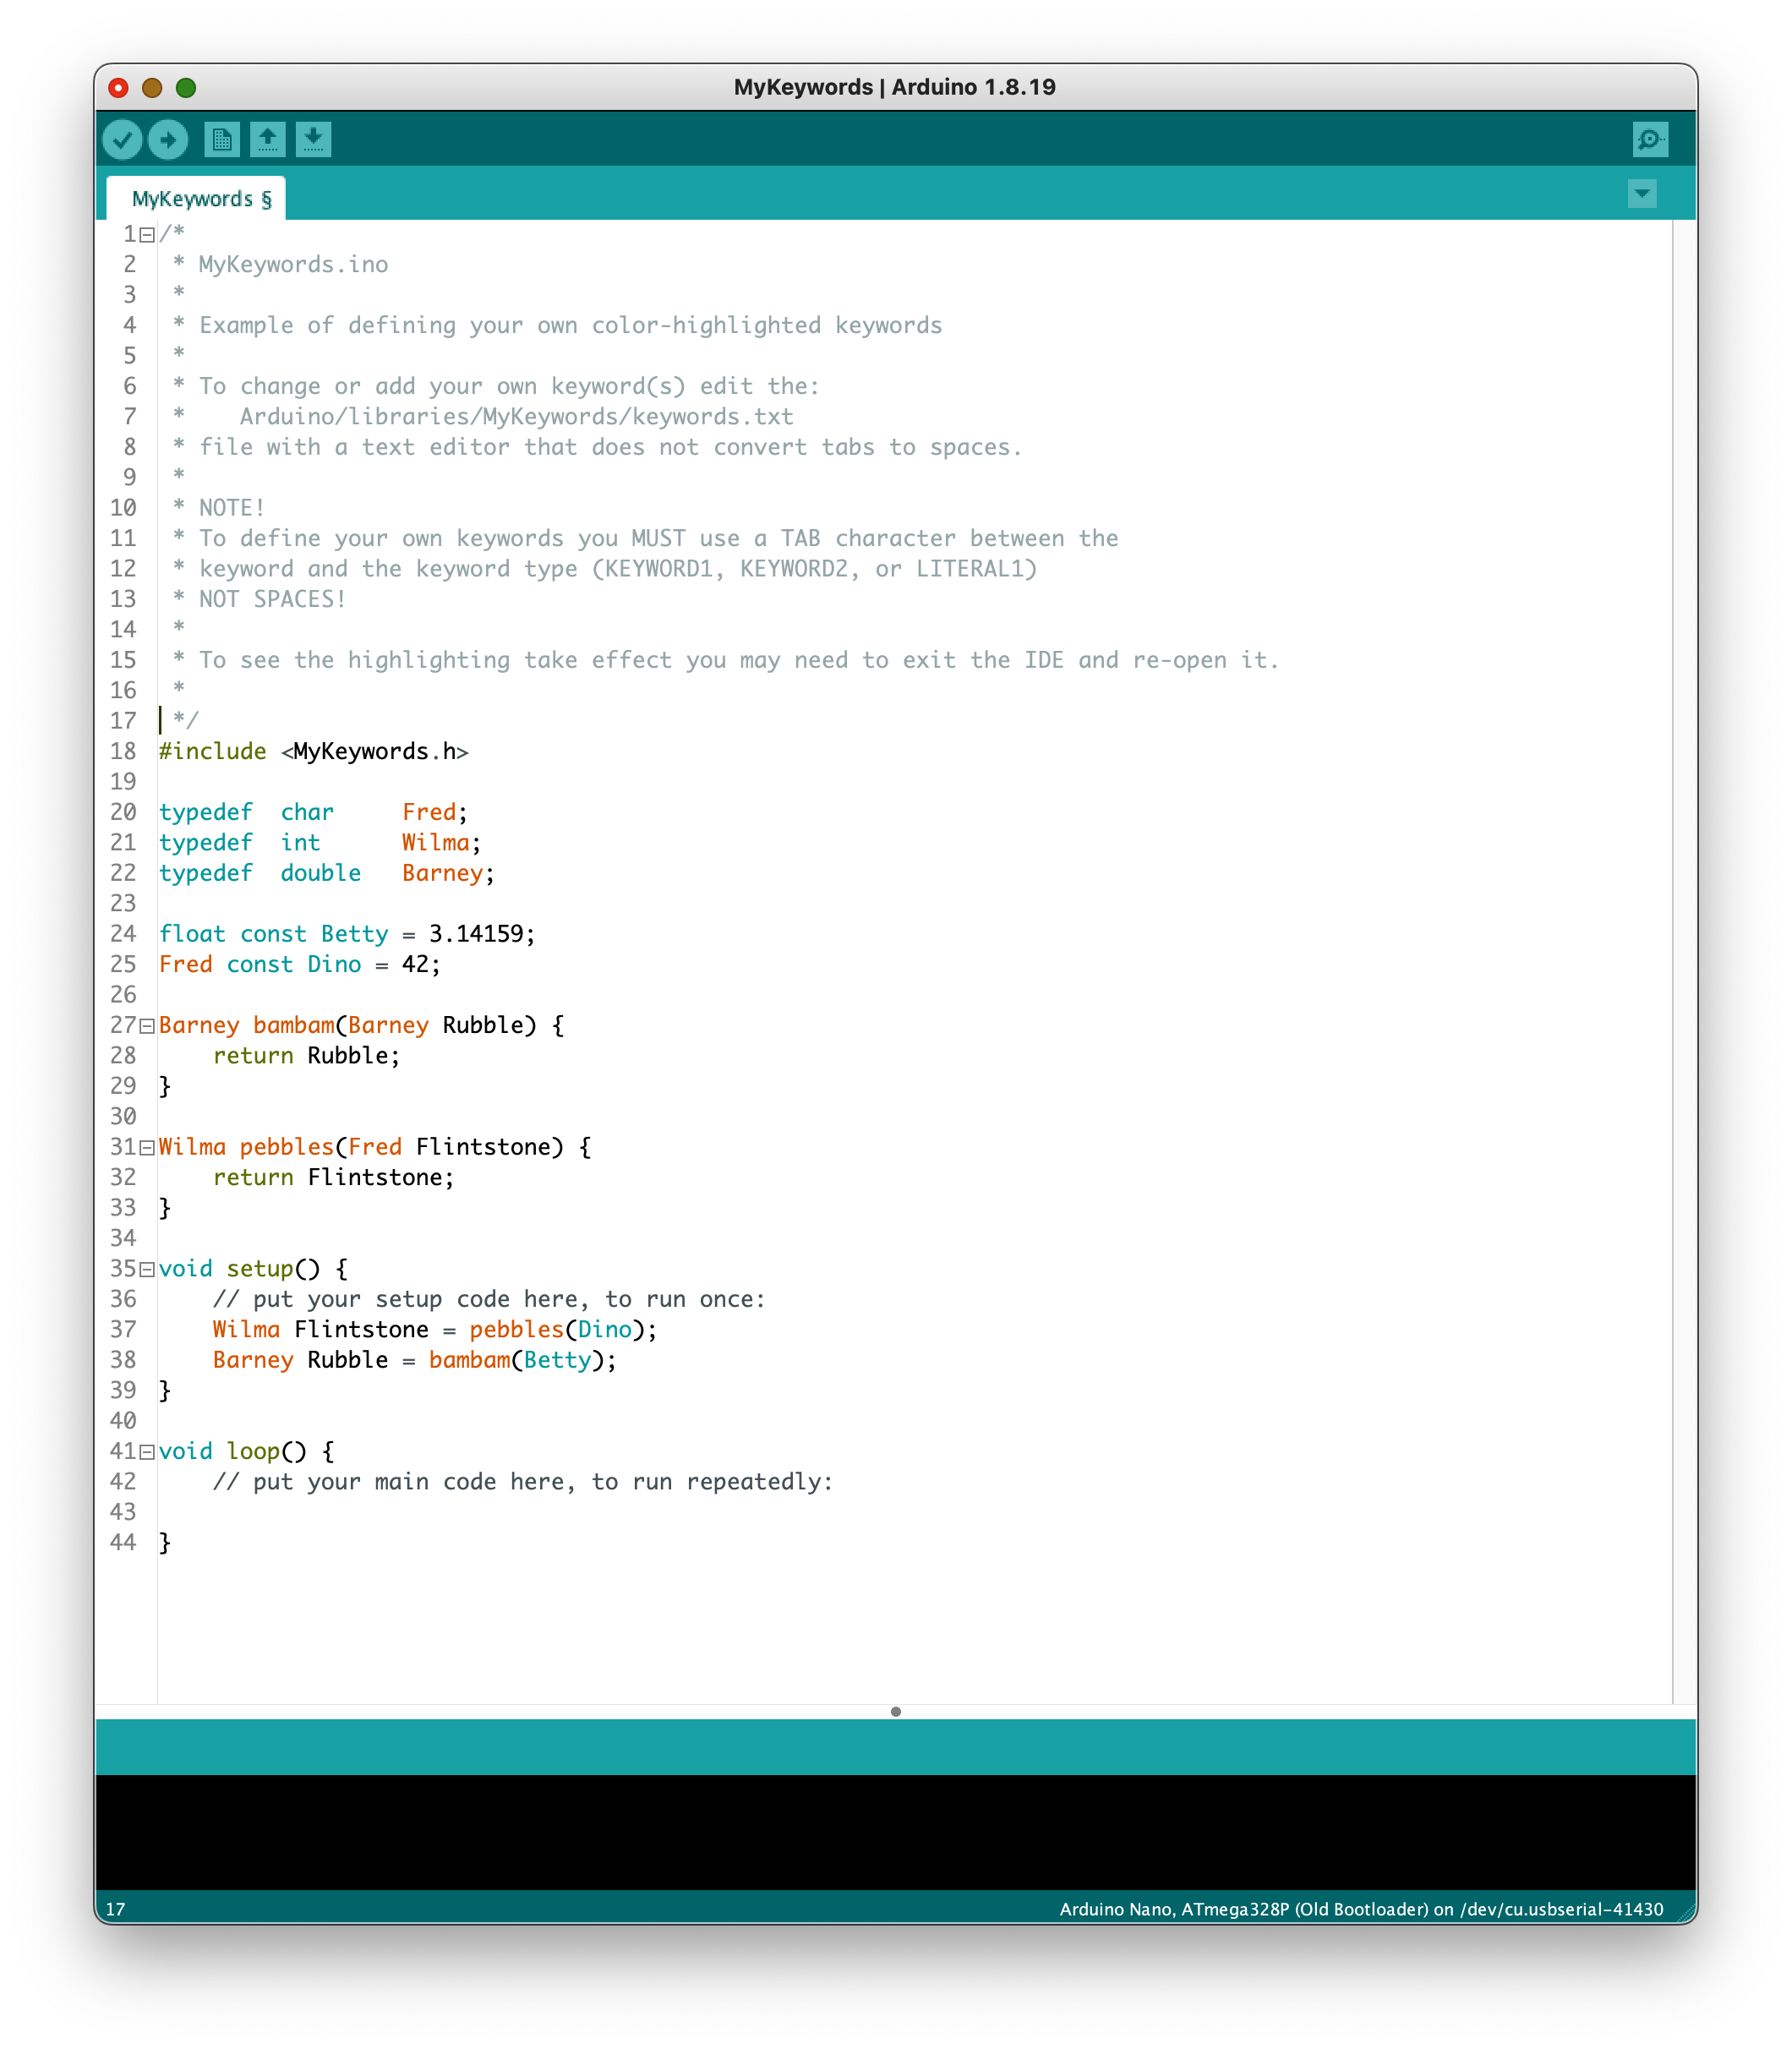 MyKeywords | Arduino 1.8.19
MyKeywords §
1 /*
2  * MyKeywords.ino
3  *
4  * Example of defining your own color-highlighted keywords
5  *
6  * To change or add your own keyword(s) edit the:
7  *    Arduino/libraries/MyKeywords/keywords.txt
8  * file with a text editor that does not convert tabs to spaces.
9  *
10  * NOTE!
11  * To define your own keywords you MUST use a TAB character between the
12  * keyword and the keyword type (KEYWORD1, KEYWORD2, or LITERAL1)
13  * NOT SPACES!
14  *
15  * To see the highlighting take effect you may need to exit the IDE and re-open it.
16  *
17  */
18 #include <MyKeywords.h>
19
20 typedef  char     Fred;
21 typedef  int      Wilma;
22 typedef  double   Barney;
23
24 float const Betty = 3.14159;
25 Fred const Dino = 42;
26
27 Barney bambam(Barney Rubble) {
28     return Rubble;
29 }
30
31 Wilma pebbles(Fred Flintstone) {
32     return Flintstone;
33 }
34
35 void setup() {
36     // put your setup code here, to run once:
37     Wilma Flintstone = pebbles(Dino);
38     Barney Rubble = bambam(Betty);
39 }
40
41 void loop() {
42     // put your main code here, to run repeatedly:
43
44 }
17 Arduino Nano, ATmega328P (Old Bootloader) on /dev/cu.usbserial-41430